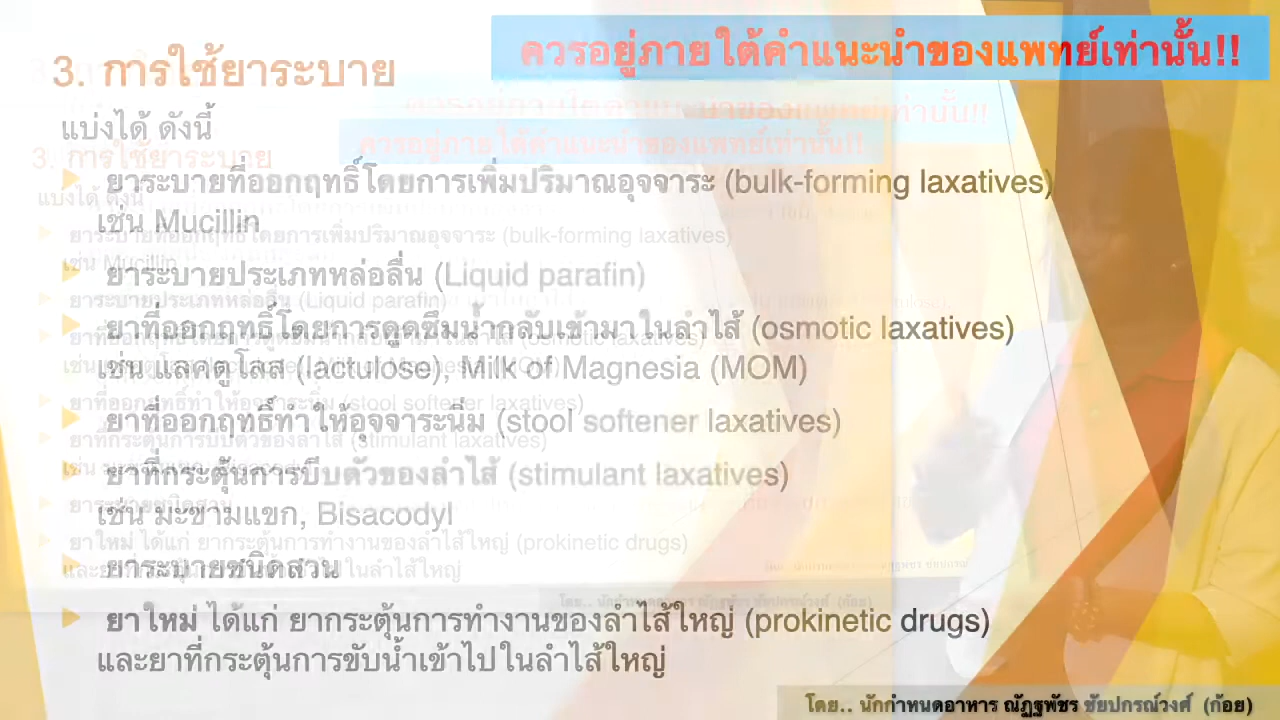 ควรอยู่ภายใต้คำแนะนำของแพทย์เท่านั้น!!
3. การใช้ยาระบาย
แบ่งได้ ดังนี้
ยาระบายที่ออกฤทธิ์โดยการเพิ่มปริมาณอุจจาระ (bulk-forming laxatives)
เช่น Mucillin
ยาระบายประเภทหล่อลื่น (Liquid parafin)
ยาที่ออกฤทธิ์โดยการดูดซึมน้ำกลับเข้ามาในลำไส้ (osmotic laxatives)
เช่น แลคตูโลส (lactulose), Milk of Magnesia (MOM)
ยาที่ออกฤทธิ์ทำให้อุจจาระนิ่ม (stool softener laxatives)
ยาที่กระตุ้นการบีบตัวของลำไส้ (stimulant laxatives)
เช่น มะขามแขก, Bisacodyl
ยาระบายชนิดสวน
ยาใหม่ ได้แก่ ยากระตุ้นการทำงานของลำไส้ใหญ่ (prokinetic drugs)
และยาที่กระตุ้นการขับน้ำเข้าไปในลำไส้ใหญ่
โดย.. นักกำหนดอาหาร ณัฏฐพัชร ชัยปกรณ์วงศ์ (ก้อย)